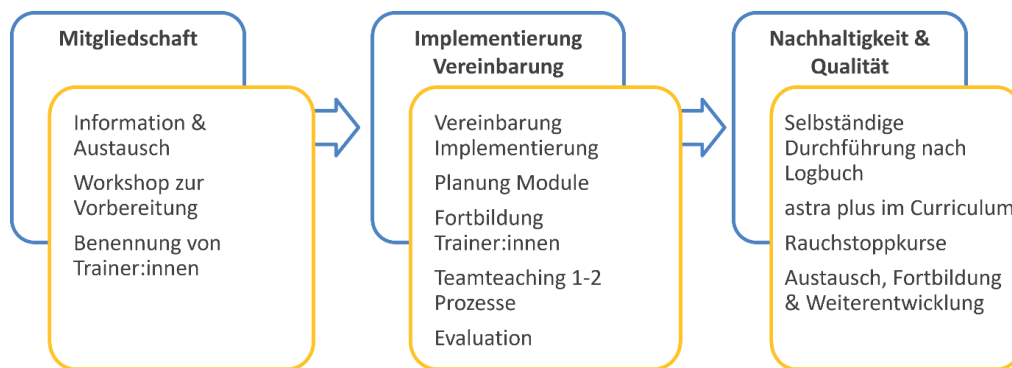 Mitgliedschaft
Information &
Austausch
Workshop zur
Vorbereitung
Benennung von
Trainer:innen
Implementierung
Vereinbarung
Vereinbarung
Implementierung
Planung Module
Fortbildung
Trainer:innen
Teamteaching 1-2
Prozesse
Evaluation
Nachhaltigkeit &
Qualität
Selbständige
Durchführung nach
Logbuch
astra plus im Curriculum
Rauchstoppkurse
Austausch, Fortbildung
& Weiterentwicklung